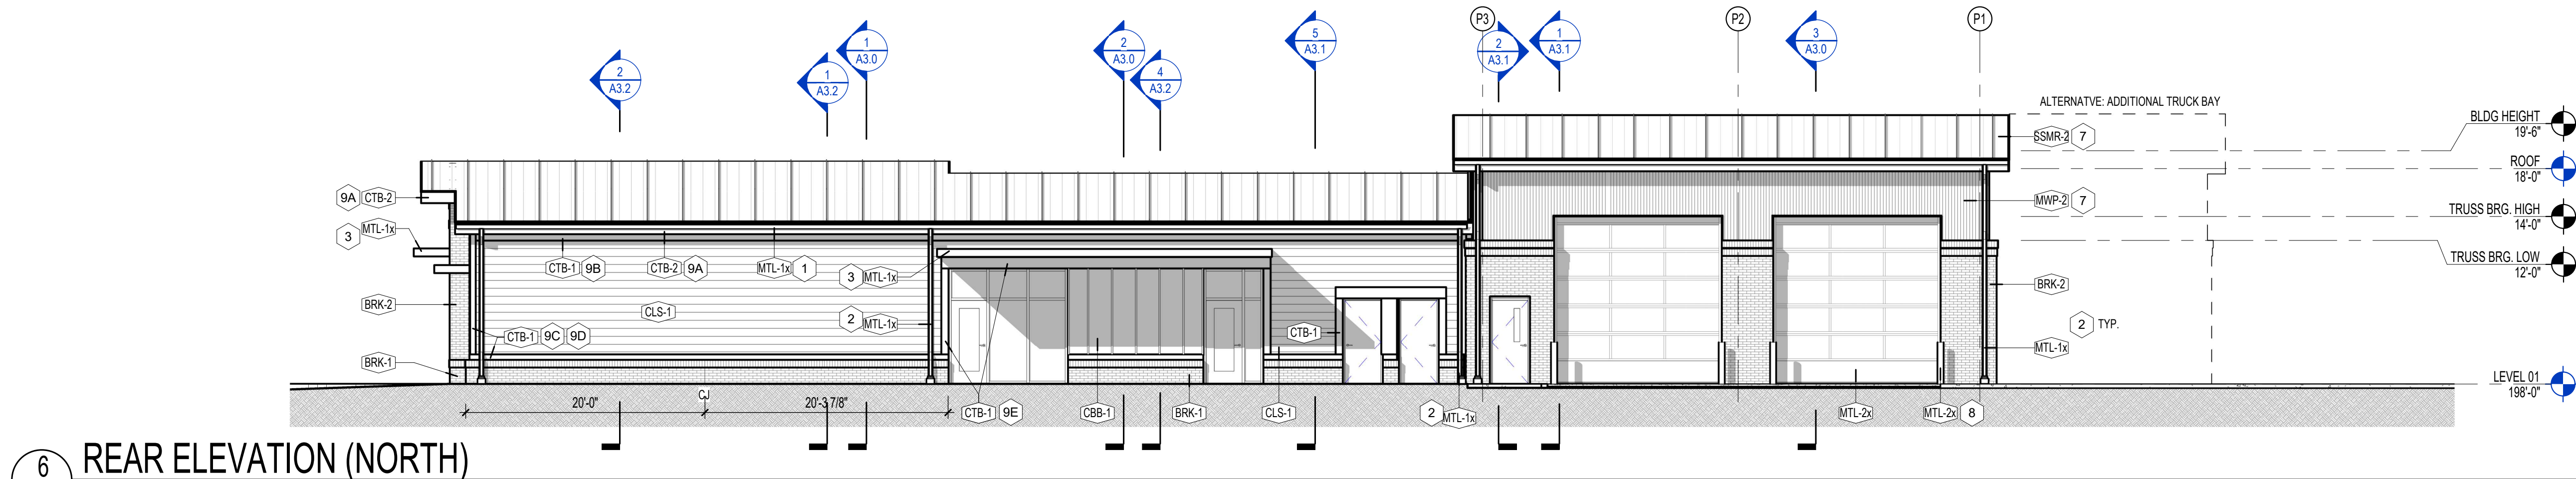 P3
P2
P1
5
A3.1
1
A3.0
2
A3.0
2
A3.1
1
A3.1
3
A3.0
2
A3.2
1
A3.2
4
A3.2
ALTERNATVE: ADDITIONAL TRUCK BAY
BLDG HEIGHT
19'-6"
SSMR-2 7
ROOF
18'-0"
9A CTB-2
MWP-2 7
TRUSS BRG. HIGH
14'-0"
3 MTL-1x
TRUSS BRG. LOW
12'-0"
CTB-1 9B
CTB-2 9A
MTL-1x 1
3 MTL-1x
BRK-2
BRK-2
CLS-1
2 MTL-1x
2 TYP.
CTB-1 9C 9D
CTB-1
MTL-1x
BRK-1
LEVEL 01
198'-0"
CJ
20'-0"
20'-3 7/8"
CTB-1 9E
CBB-1
BRK-1
CLS-1
2 MTL-1x
MTL-2x
MTL-2x 8
6 REAR ELEVATION (NORTH)